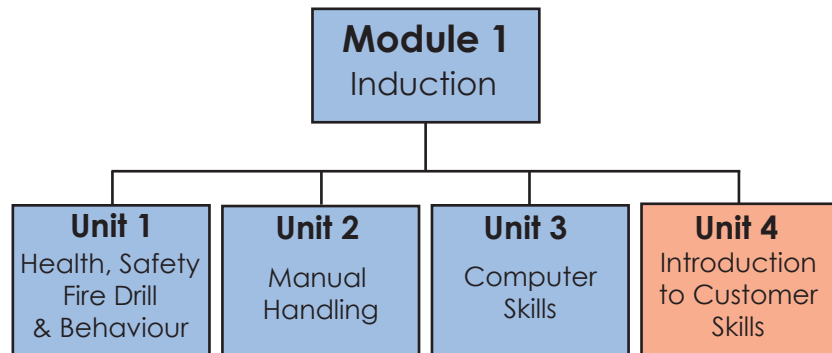 Module 1
Induction
Unit 1
Health, Safety
Fire Drill
& Behaviour
Unit 2
Manual
Handling
Unit 3
Computer
Skills
Unit 4
Introduction
to Customer
Skills